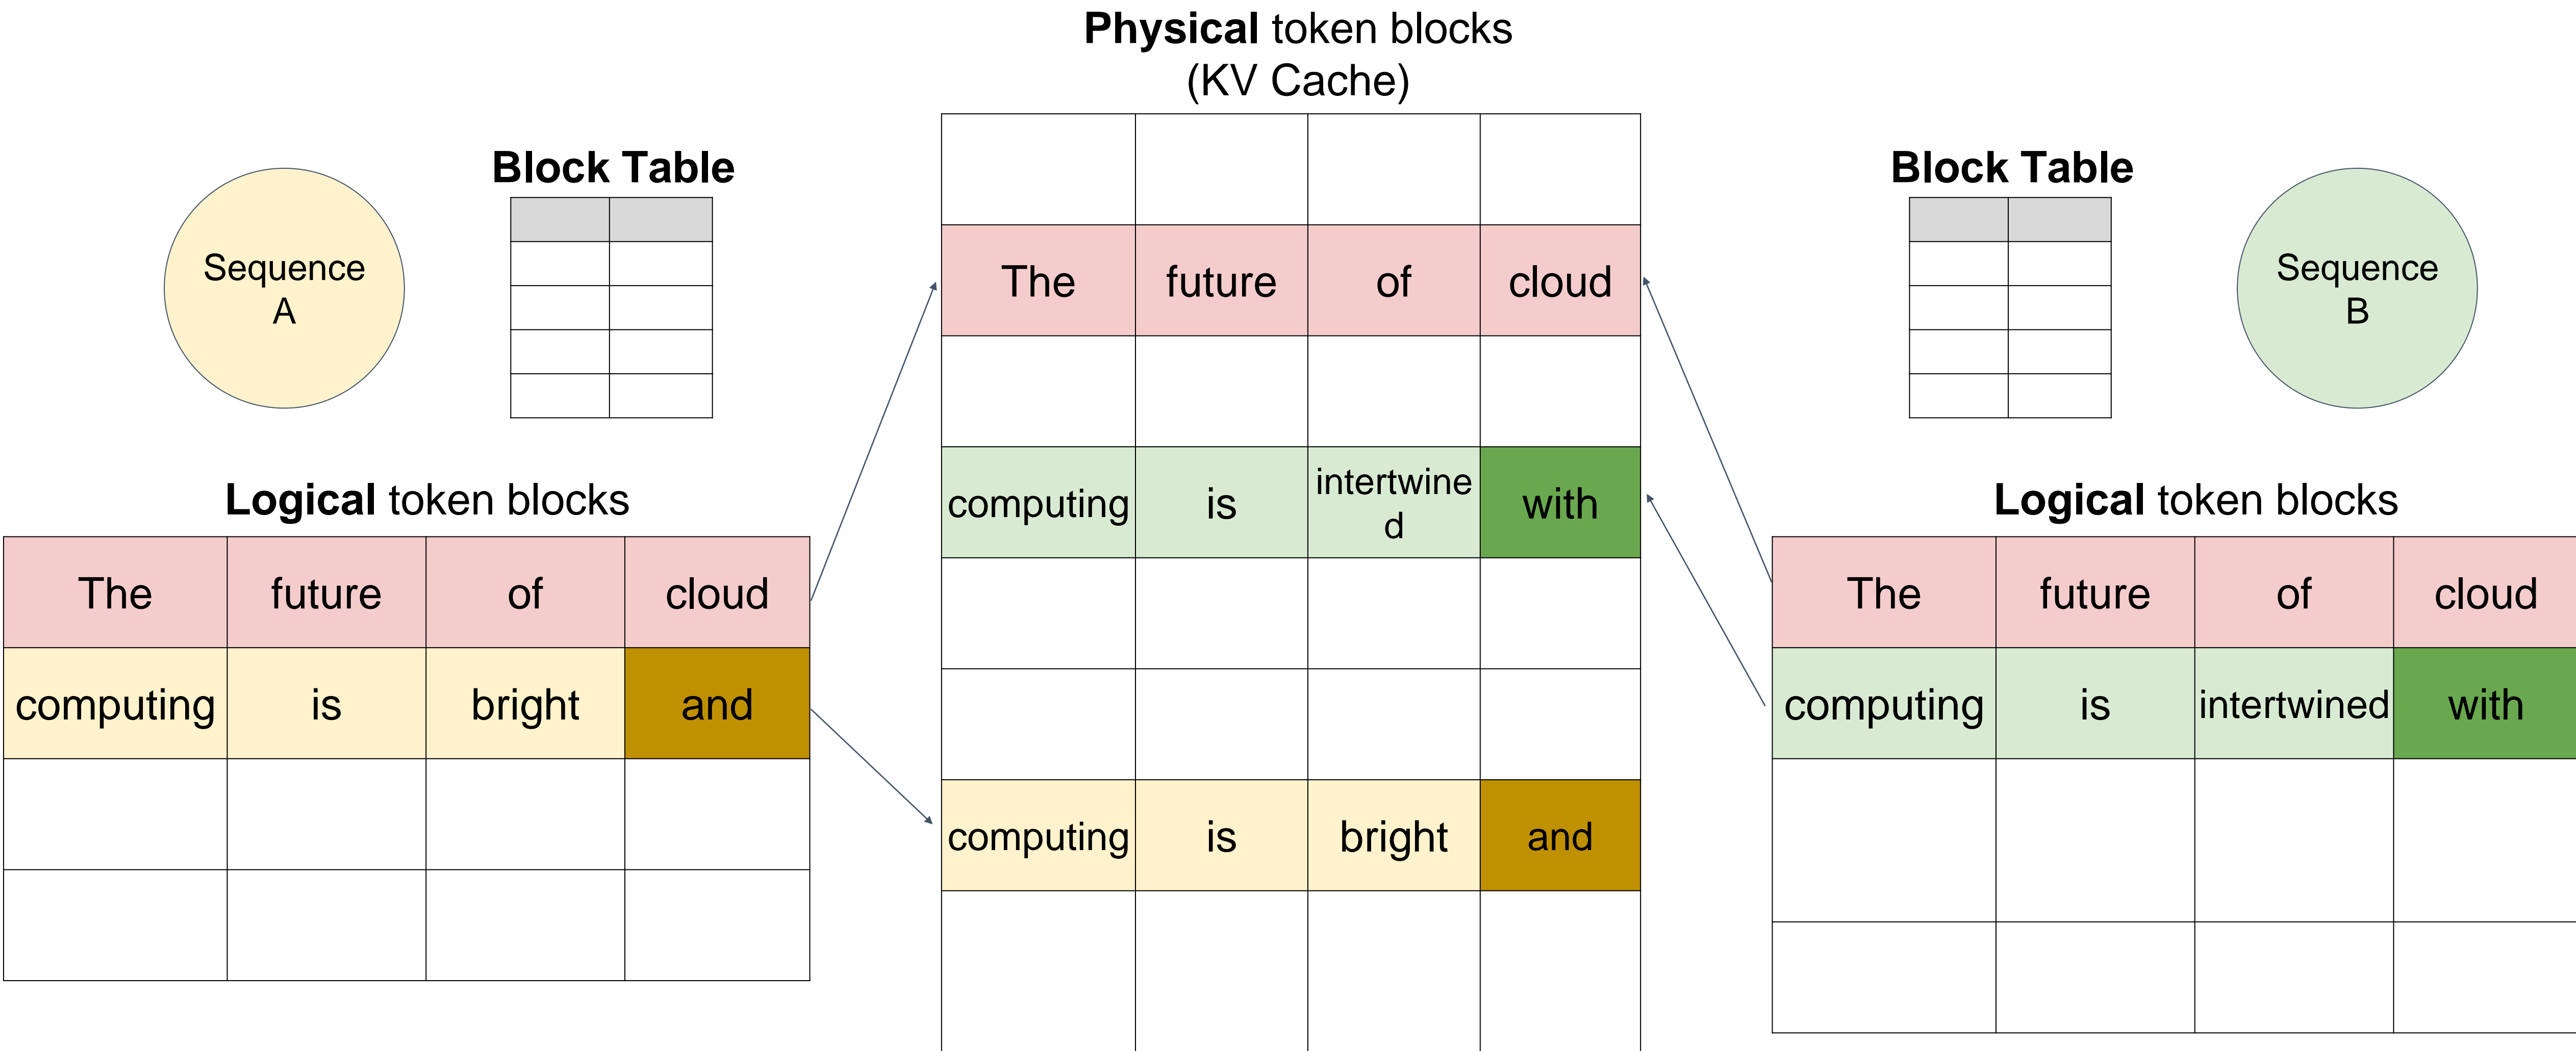 Physical token blocks
(KV Cache)
Sequence
A
Block Table
Logical token blocks
The future of cloud
computing is bright and
The future of cloud
computing is intertwine
d with
computing is bright and
Block Table
Sequence
B
Logical token blocks
The future of cloud
computing is intertwined with